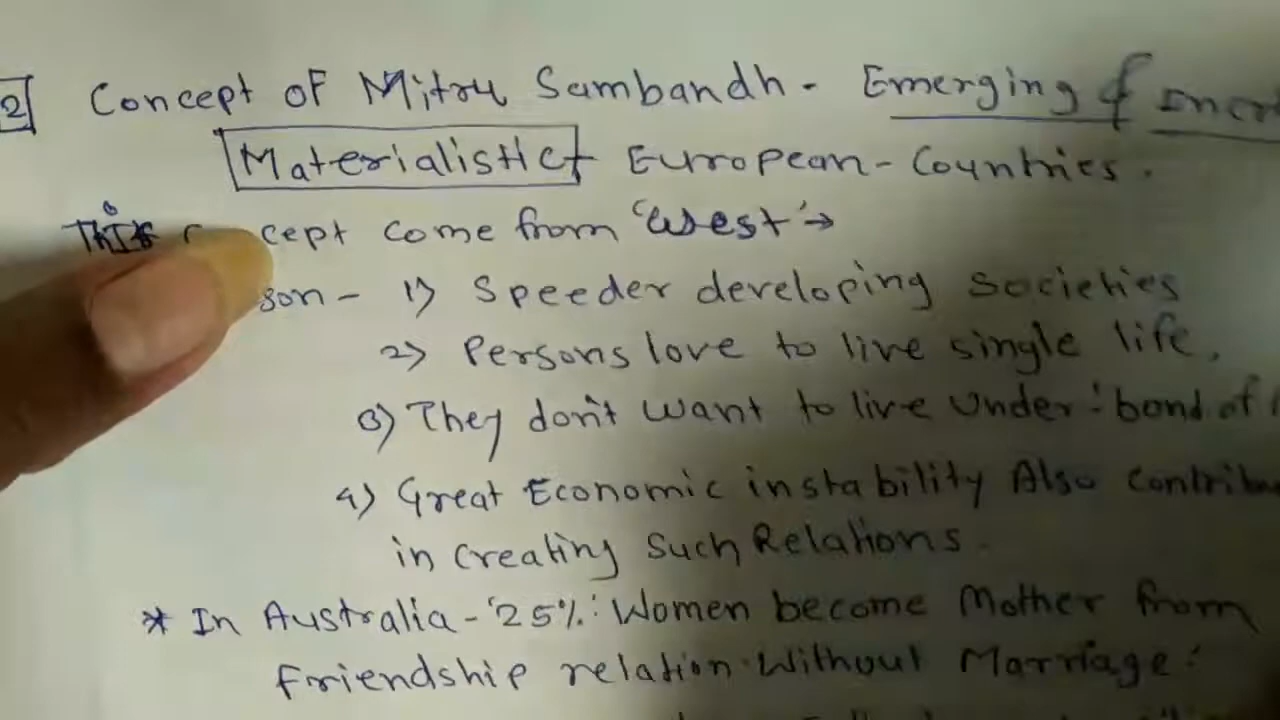 2 Concept of Mitru Sambandh - Emerging &
Materialistic European - Countries.
This cept come from 'West' →
son - 1) Speeder developing societies
2) Persons love to live single life.
3) They don't want to live Under 'bond of
4) Great Economic instability Also
in Creating Such Relations.
* In Australia - '25%' Women become Mother from
Friendship relation Without Marriage.